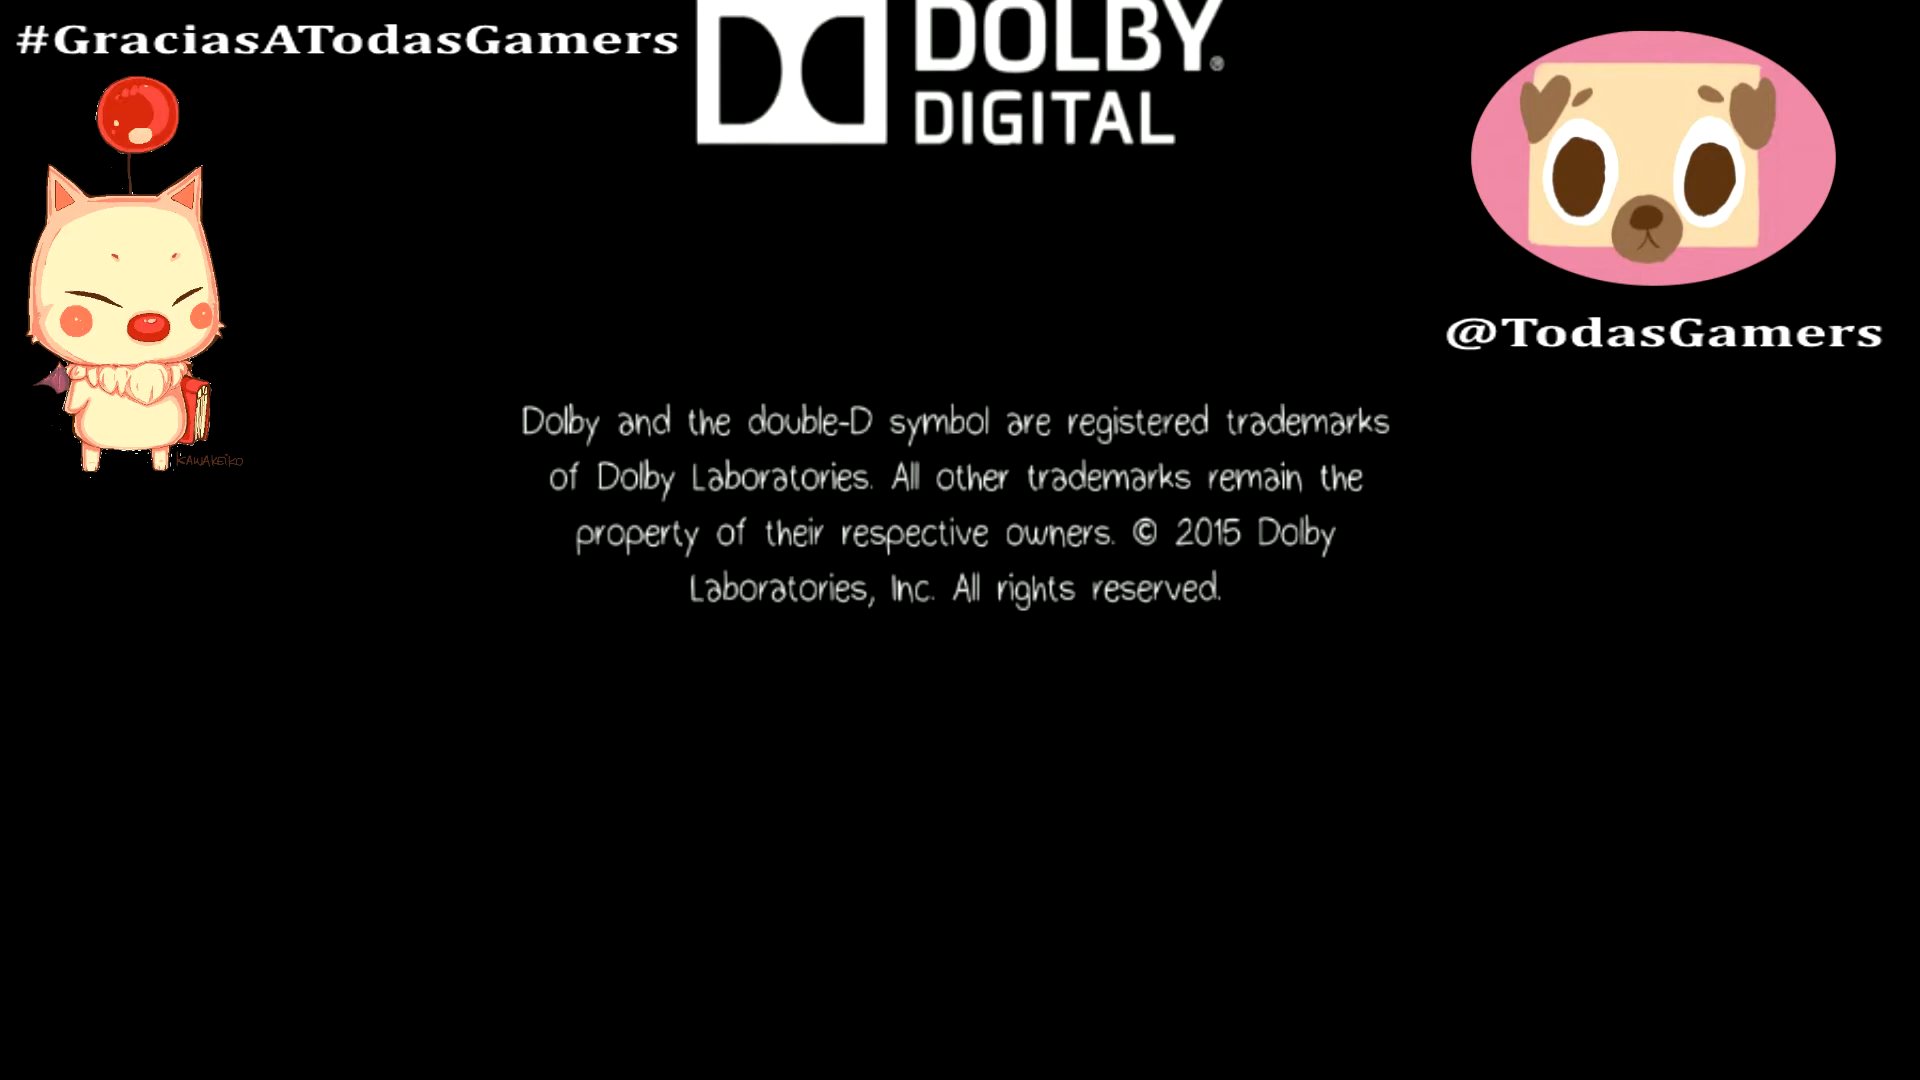 #GraciasATodasGamers
DOLBY®
DIGITAL
@TodasGamers
KAWAKEIKO
Dolby and the double-D symbol are registered trademarks
of Dolby Laboratories. All other trademarks remain the
property of their respective owners. © 2015 Dolby
Laboratories, Inc. All rights reserved.